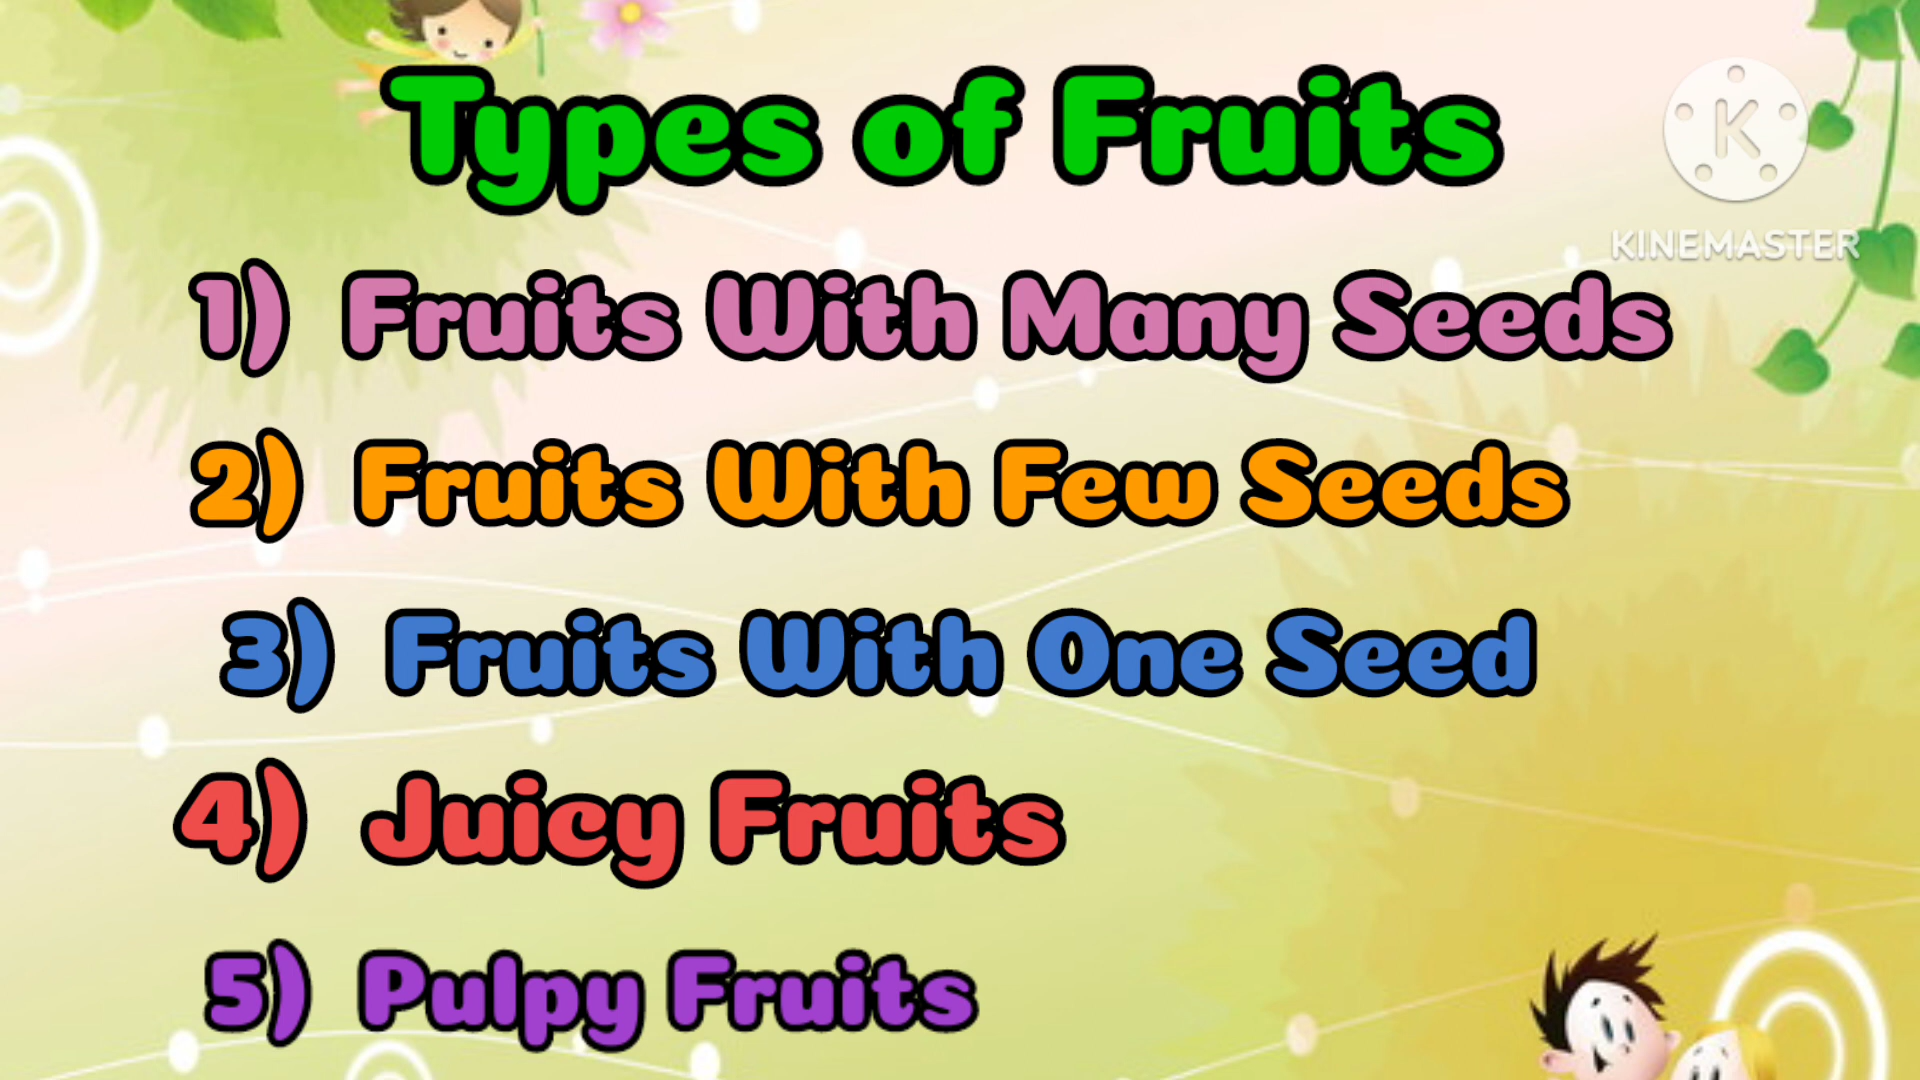 Types of Fruits
K
KINEMASTER
1) Fruits With Many Seeds
2) Fruits With Few Seeds
3) Fruits With One Seed
4) Juicy Fruits
5) Pulpy Fruits